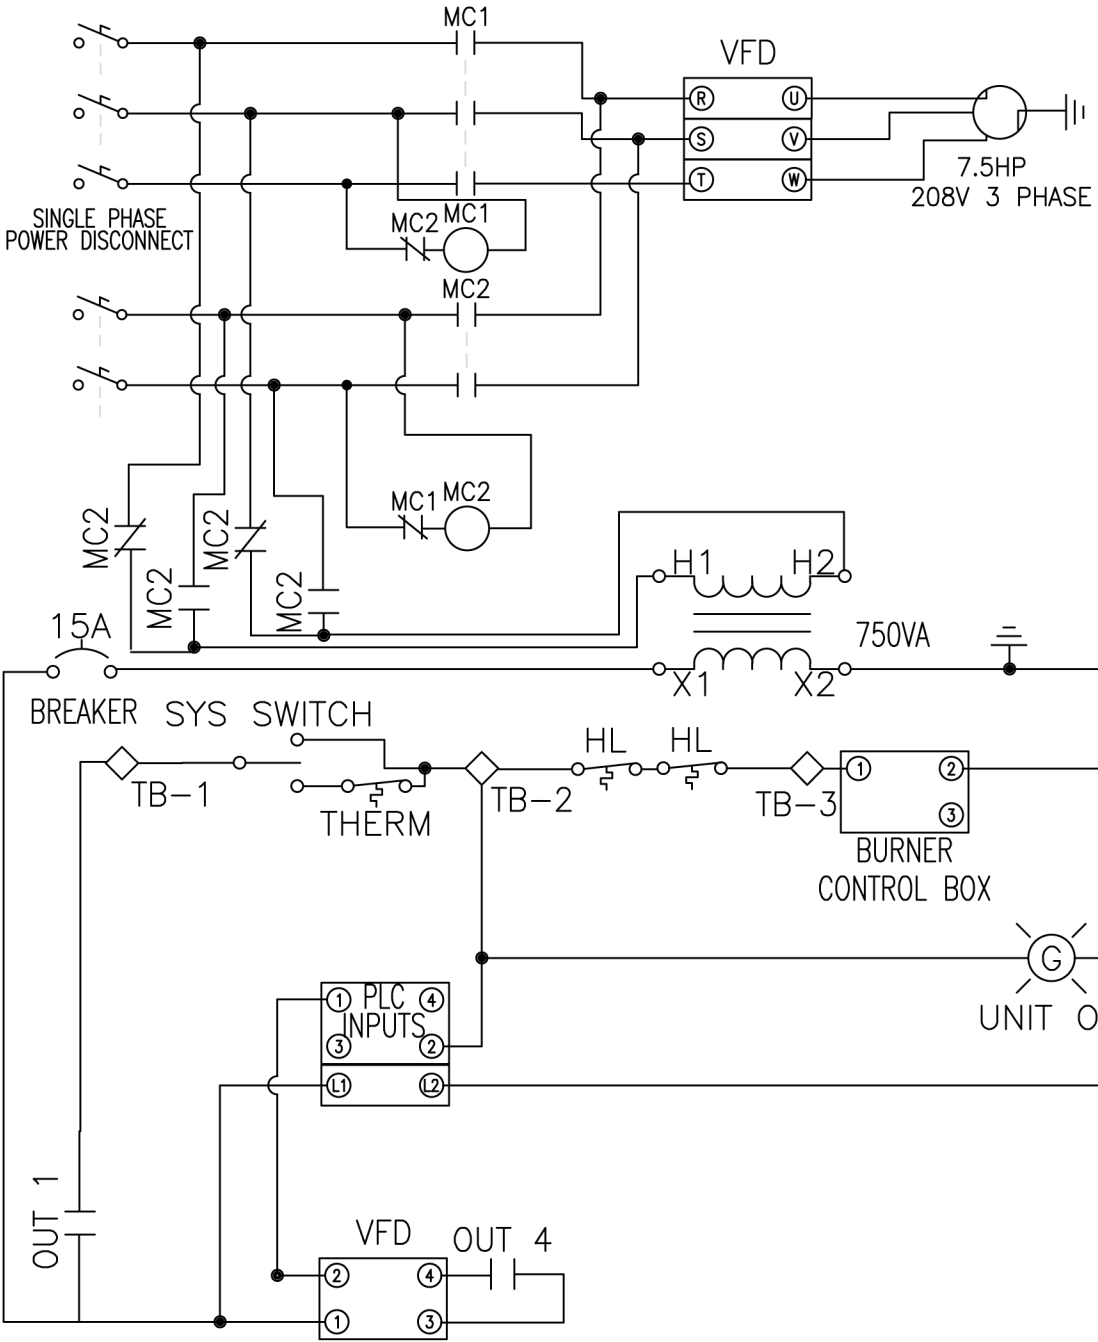 MC1
VFD
R
U
S
V
T
W
7.5HP
208V 3 PHASE
SINGLE PHASE
POWER DISCONNECT
MC2
MC1
MC2
MC1
MC2
MC2
MC2
MC2
MC2
H1
H2
15A
750VA
X1
X2
BREAKER
SYS SWITCH
HL
HL
TB-1
TB-2
TB-3
THERM
1
2
3
BURNER
CONTROL BOX
G
UNIT O
1
PLC
4
INPUTS
3
2
L1
L2
OUT 1
VFD
OUT 4
2
4
1
3